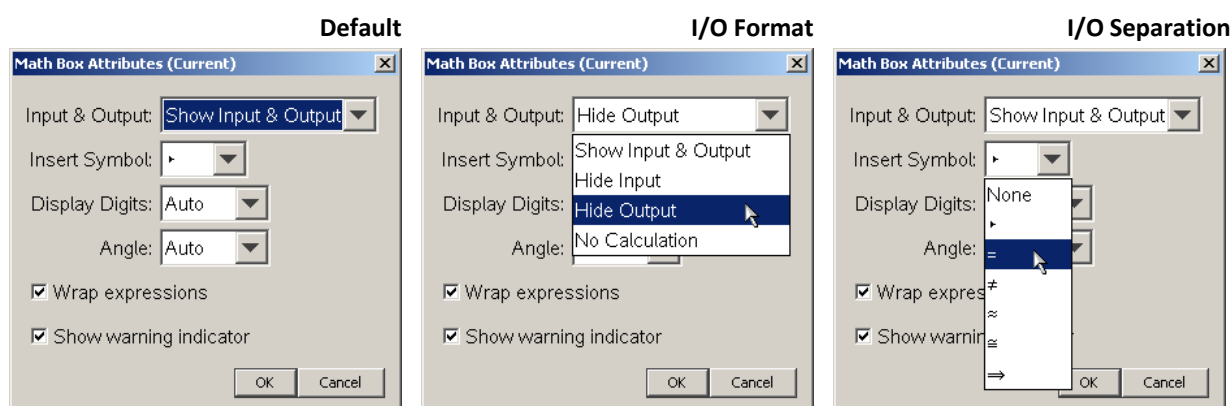 Default
Math Box Attributes (Current)
Input & Output: Show Input & Output
Insert Symbol: ▸
Display Digits: Auto
Angle: Auto
Wrap expressions
Show warning indicator
OK Cancel
I/O Format
Math Box Attributes (Current)
Input & Output: Hide Output
Insert Symbol: Show Input & Output
Hide Input
Display Digits: Hide Output
Angle: No Calculation
Wrap expressions
Show warning indicator
OK Cancel
I/O Separation
Math Box Attributes (Current)
Input & Output: Show Input & Output
Insert Symbol: ▸
None
Display Digits:
▸
Angle: =
Wrap expres
≠
≈
Show warnin
≅
⇒
OK Cancel